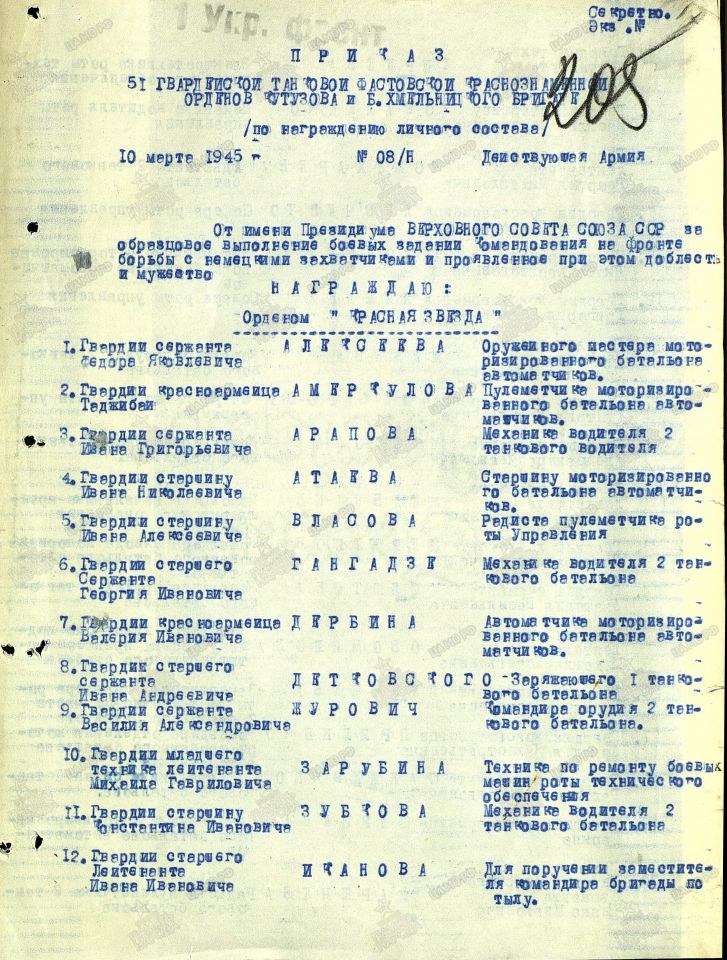 1 Укр. фронт
Секретно.
Экз. №
П Р И К А З
51 ГВАРДЕЙСКОЙ ТАНКОВОЙ ФАСТОВСКОЙ КРАСНОЗНАМЕННОЙ
ОРДЕНОВ КУТУЗОВА и Б.ХМЕЛЬНИЦКОГО БРИГАДЕ
208
/по награждению личного состава/
10 марта 1945 г № 08/Н Действующая Армия
От имени Президиума ВЕРХОВНОГО СОВЕТА СОЮЗА ССР за
образцовое выполнение боевых заданий Командования на фронте
борьбы с немецкими захватчиками и проявленное при этом доблесть
и мужество
Н А Г Р А Ж Д А Ю :
Орденом " КРАСНАЯ ЗВЕЗДА "
1. Гвардии сержанта А Л Е К С Е Е В А Оружейного мастера мото-
Федора Яковлевича ризированного батальона
автоматчиков.
2. Гвардии красноармейца А М Е Р К У Л О В А Пулеметчика моторизиро-
Таджибай ванного батальона авто-
матчиков.
3. Гвардии сержанта А Р А П О В А Механика водителя 2
Ивана Григорьевича танкового водителя
4. Гвардии старшину А Т А Е В А Старшину моторизированно
Ивана Николаевича го батальона автоматчи-
ков.
5. Гвардии старшину В Л А С О В А Радиста пулеметчика ро-
Ивана Алексеевича ты Управления
6. Гвардии старшего Г А Н Г А Д З Е Механика водителя 2 тан-
Сержанта кового батальона
Георгия Ивановича
7. Гвардии красноармейца Д Е Р Б И Н А Автоматчика моторизиро-
Валерия Ивановича ванного батальона авто-
матчиков.
8. Гвардии старшего
сержанта Д Е Т К О В С К О Г О Заряжающего 1 танко-
Ивана Андреевича вого батальона
9. Гвардии сержанта Ж У Р О В И Ч Командира орудия 2 тан-
Василия Александровича кового батальона.
10. Гвардии младшего
техника лейтенанта З А Р У Б И Н А Техника по ремонту боевых
Михаила Гавриловича машин роты технического
обеспечения
11. Гвардии старшину З У Б К О В А Механика водителя 2
Константина Ивановича танкового батальона
12. Гвардии старшего
Лейтенанта И К А Н О В А Для поручений заместите-
Ивана Ивановича ля командира бригады по
тылу.